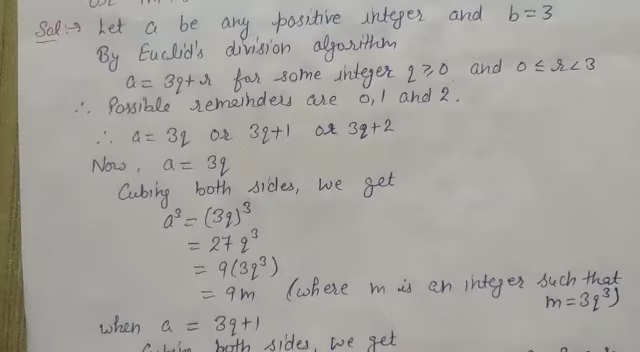 Sol:→ Let a be any positive integer and b=3
By Euclid's division algorithm
a = 3q+r for some integer q ≥ 0 and 0 ≤ r < 3
∴ Possible remainders are 0, 1 and 2.
∴ a = 3q or 3q+1 or 3q+2
Now, a = 3q
Cubing both sides, we get
a³ = (3q)³
= 27 q³
= 9(3q³)
= 9m (where m is an integer such that
m = 3q³)
when a = 3q+1
Cubing both sides, we get